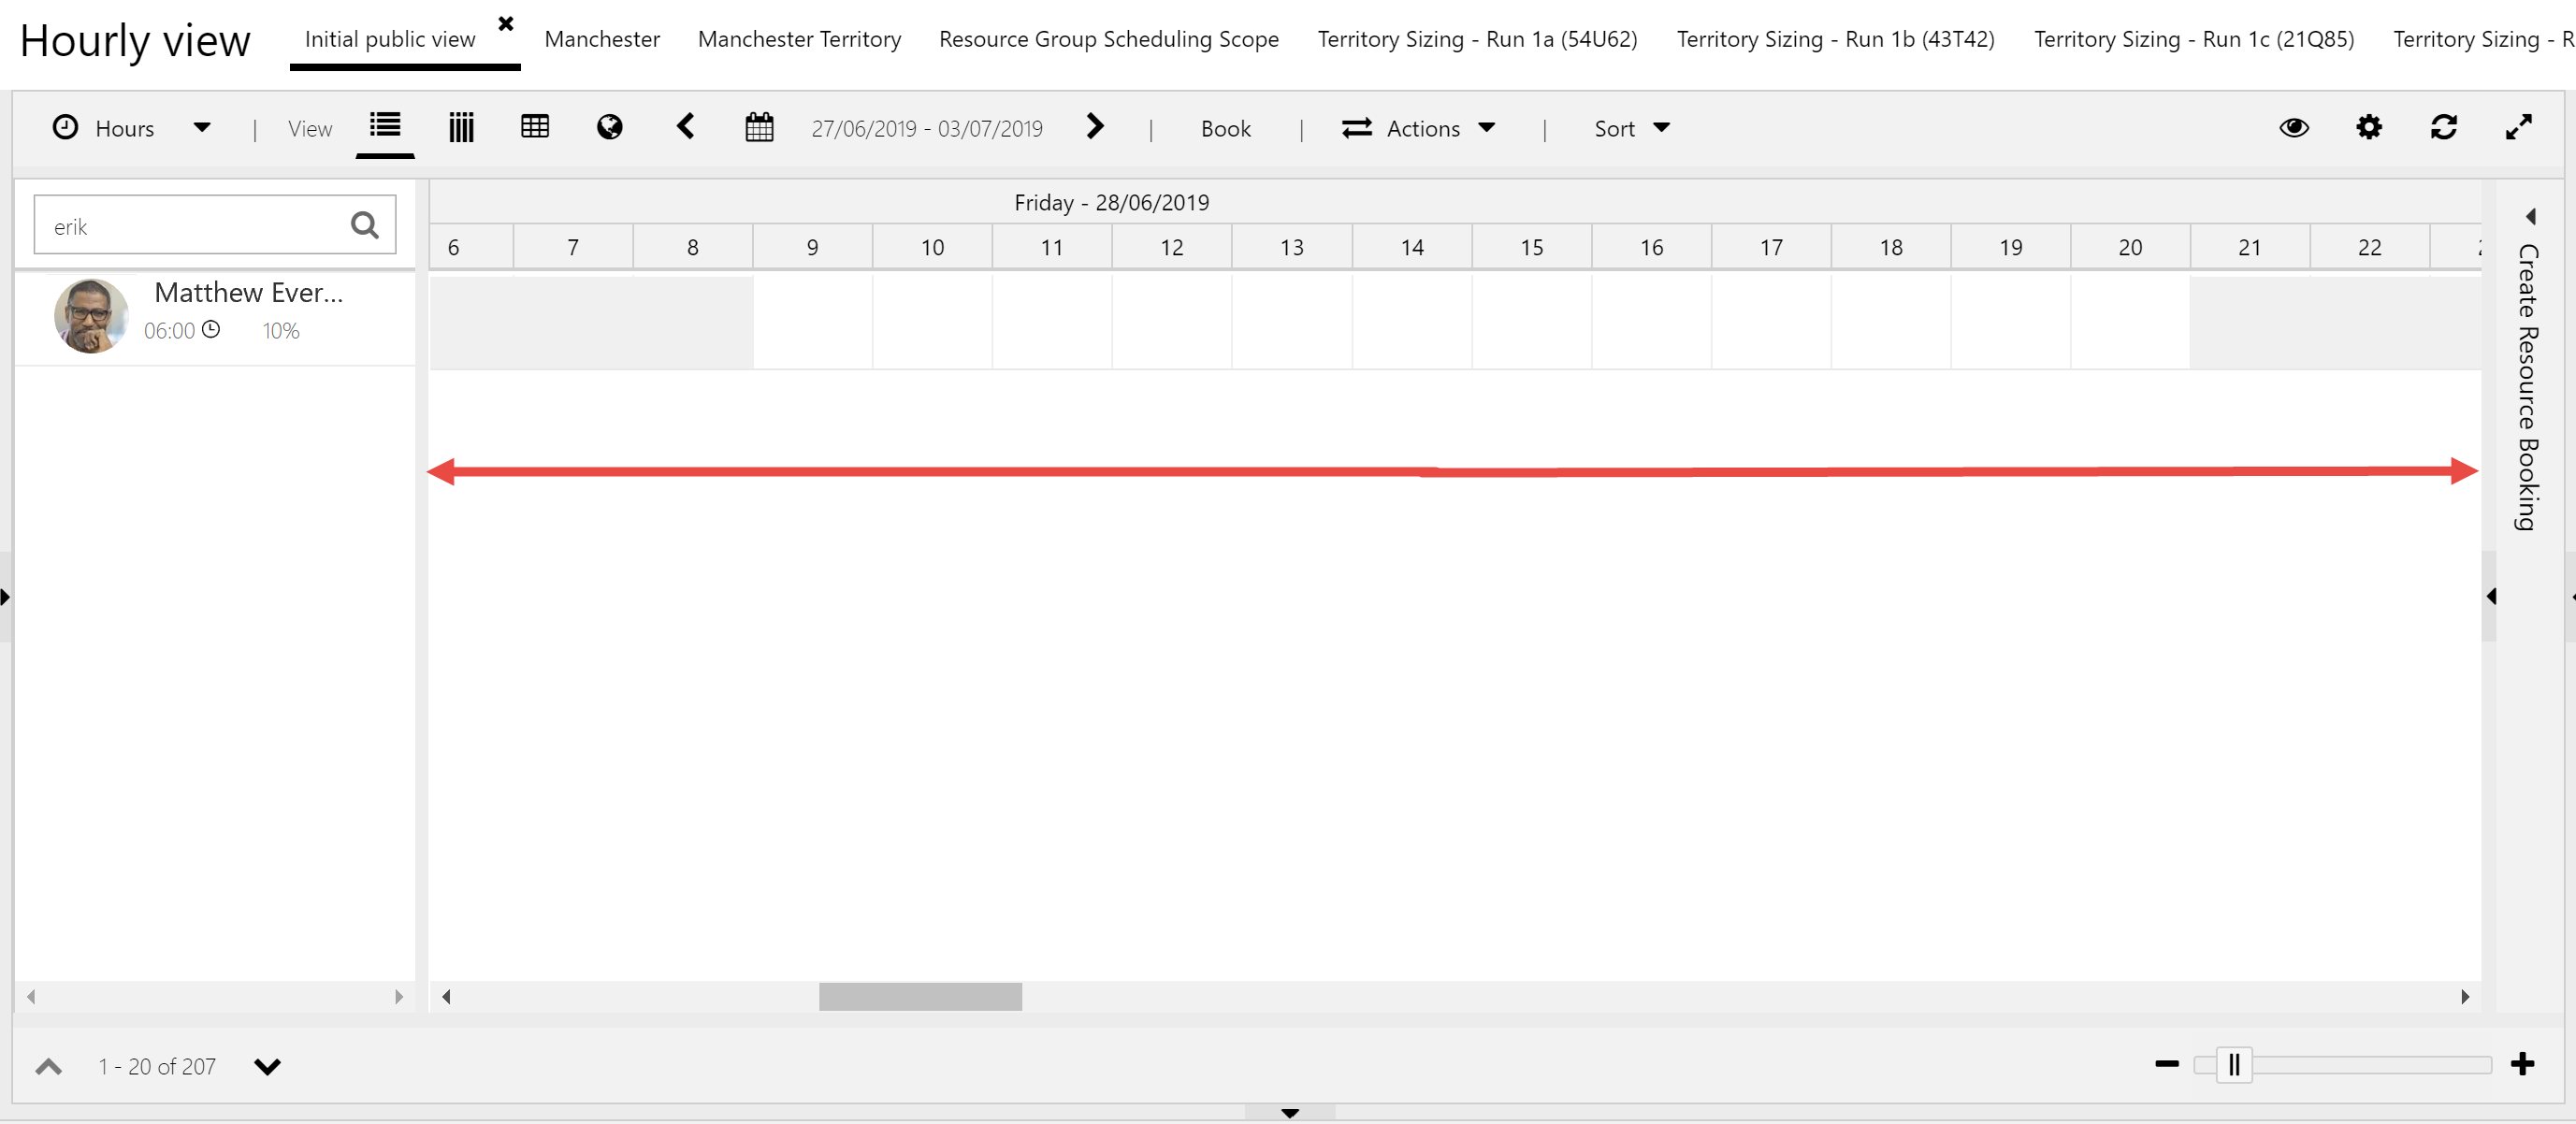 Hourly view Initial public view Manchester Manchester Territory Resource Group Scheduling Scope Territory Sizing - Run 1a (54U62) Territory Sizing - Run 1b (43T42) Territory Sizing - Run 1c (21Q85) Territory Sizing - R
Hours | View 27/06/2019 - 03/07/2019 | Book | Actions | Sort
erik
Friday - 28/06/2019
6 7 8 9 10 11 12 13 14 15 16 17 18 19 20 21 22
Matthew Ever...
06:00 10%
Create Resource Booking
1 - 20 of 207